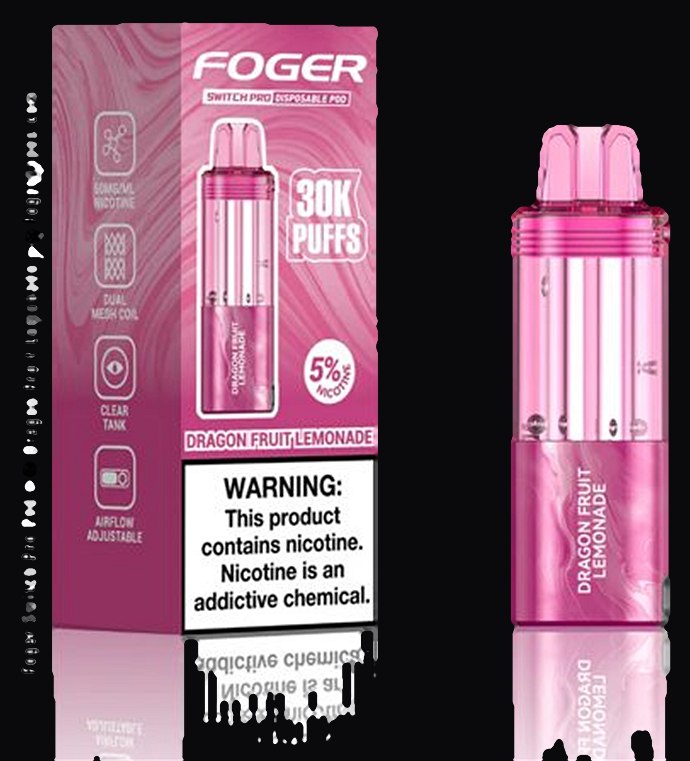 FOGER
SWITCH PRO DISPOSABLE POD
30K
PUFFS
50MG/ML
NICOTINE
DUAL
MESH COIL
CLEAR
TANK
AIRFLOW
ADJUSTABLE
DRAGON FRUIT
LEMONADE
5%
NICOTINE
DRAGON FRUIT LEMONADE
WARNING:
This product
contains nicotine.
Nicotine is an
addictive chemical.
DRAGON FRUIT
LEMONADE